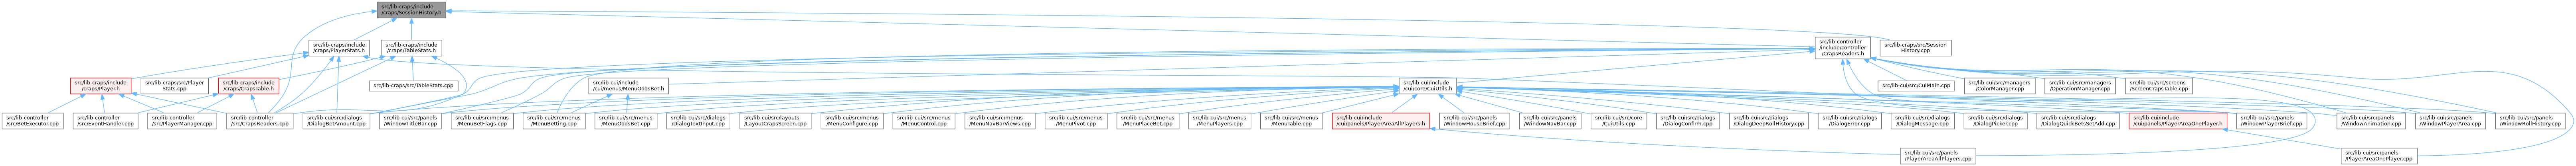 src/lib-craps/include
/craps/SessionHistory.h
src/lib-craps/include
/craps/PlayerStats.h
src/lib-craps/include
/craps/TableStats.h
src/lib-controller
/include/controller
/CrapsReaders.h
src/lib-craps/src/Session
History.cpp
src/lib-craps/include
/craps/Player.h
src/lib-craps/src/Player
Stats.cpp
src/lib-craps/include
/craps/CrapsTable.h
src/lib-craps/src/TableStats.cpp
src/lib-cui/include
/cui/menus/MenuOddsBet.h
src/lib-cui/include
/cui/core/CuiUtils.h
src/lib-cui/src/CuiMain.cpp
src/lib-cui/src/managers
/ColorManager.cpp
src/lib-cui/src/managers
/OperationManager.cpp
src/lib-cui/src/screens
/ScreenCrapsTable.cpp
src/lib-controller
/src/BetExecutor.cpp
src/lib-controller
/src/EventHandler.cpp
src/lib-controller
/src/PlayerManager.cpp
src/lib-controller
/src/CrapsReaders.cpp
src/lib-cui/src/dialogs
/DialogBetAmount.cpp
src/lib-cui/src/panels
/WindowTitleBar.cpp
src/lib-cui/src/menus
/MenuBetFlags.cpp
src/lib-cui/src/menus
/MenuBetting.cpp
src/lib-cui/src/menus
/MenuOddsBet.cpp
src/lib-cui/src/dialogs
/DialogTextInput.cpp
src/lib-cui/src/layouts
/LayoutCrapsScreen.cpp
src/lib-cui/src/menus
/MenuConfigure.cpp
src/lib-cui/src/menus
/MenuControl.cpp
src/lib-cui/src/menus
/MenuNavBarViews.cpp
src/lib-cui/src/menus
/MenuPivot.cpp
src/lib-cui/src/menus
/MenuPlaceBet.cpp
src/lib-cui/src/menus
/MenuPlayers.cpp
src/lib-cui/src/menus
/MenuTable.cpp
src/lib-cui/include
/cui/panels/PlayerAreaAllPlayers.h
src/lib-cui/src/panels
/WindowHouseBrief.cpp
src/lib-cui/src/panels
/WindowNavBar.cpp
src/lib-cui/src/core
/CuiUtils.cpp
src/lib-cui/src/dialogs
/DialogConfirm.cpp
src/lib-cui/src/dialogs
/DialogDeepRollHistory.cpp
src/lib-cui/src/dialogs
/DialogError.cpp
src/lib-cui/src/dialogs
/DialogMessage.cpp
src/lib-cui/src/dialogs
/DialogPicker.cpp
src/lib-cui/src/dialogs
/DialogQuickBetsSetAdd.cpp
src/lib-cui/include
/cui/panels/PlayerAreaOnePlayer.h
src/lib-cui/src/panels
/WindowPlayerBrief.cpp
src/lib-cui/src/panels
/WindowAnimation.cpp
src/lib-cui/src/panels
/WindowPlayerArea.cpp
src/lib-cui/src/panels
/WindowRollHistory.cpp
src/lib-cui/src/panels
/PlayerAreaAllPlayers.cpp
src/lib-cui/src/panels
/PlayerAreaOnePlayer.cpp